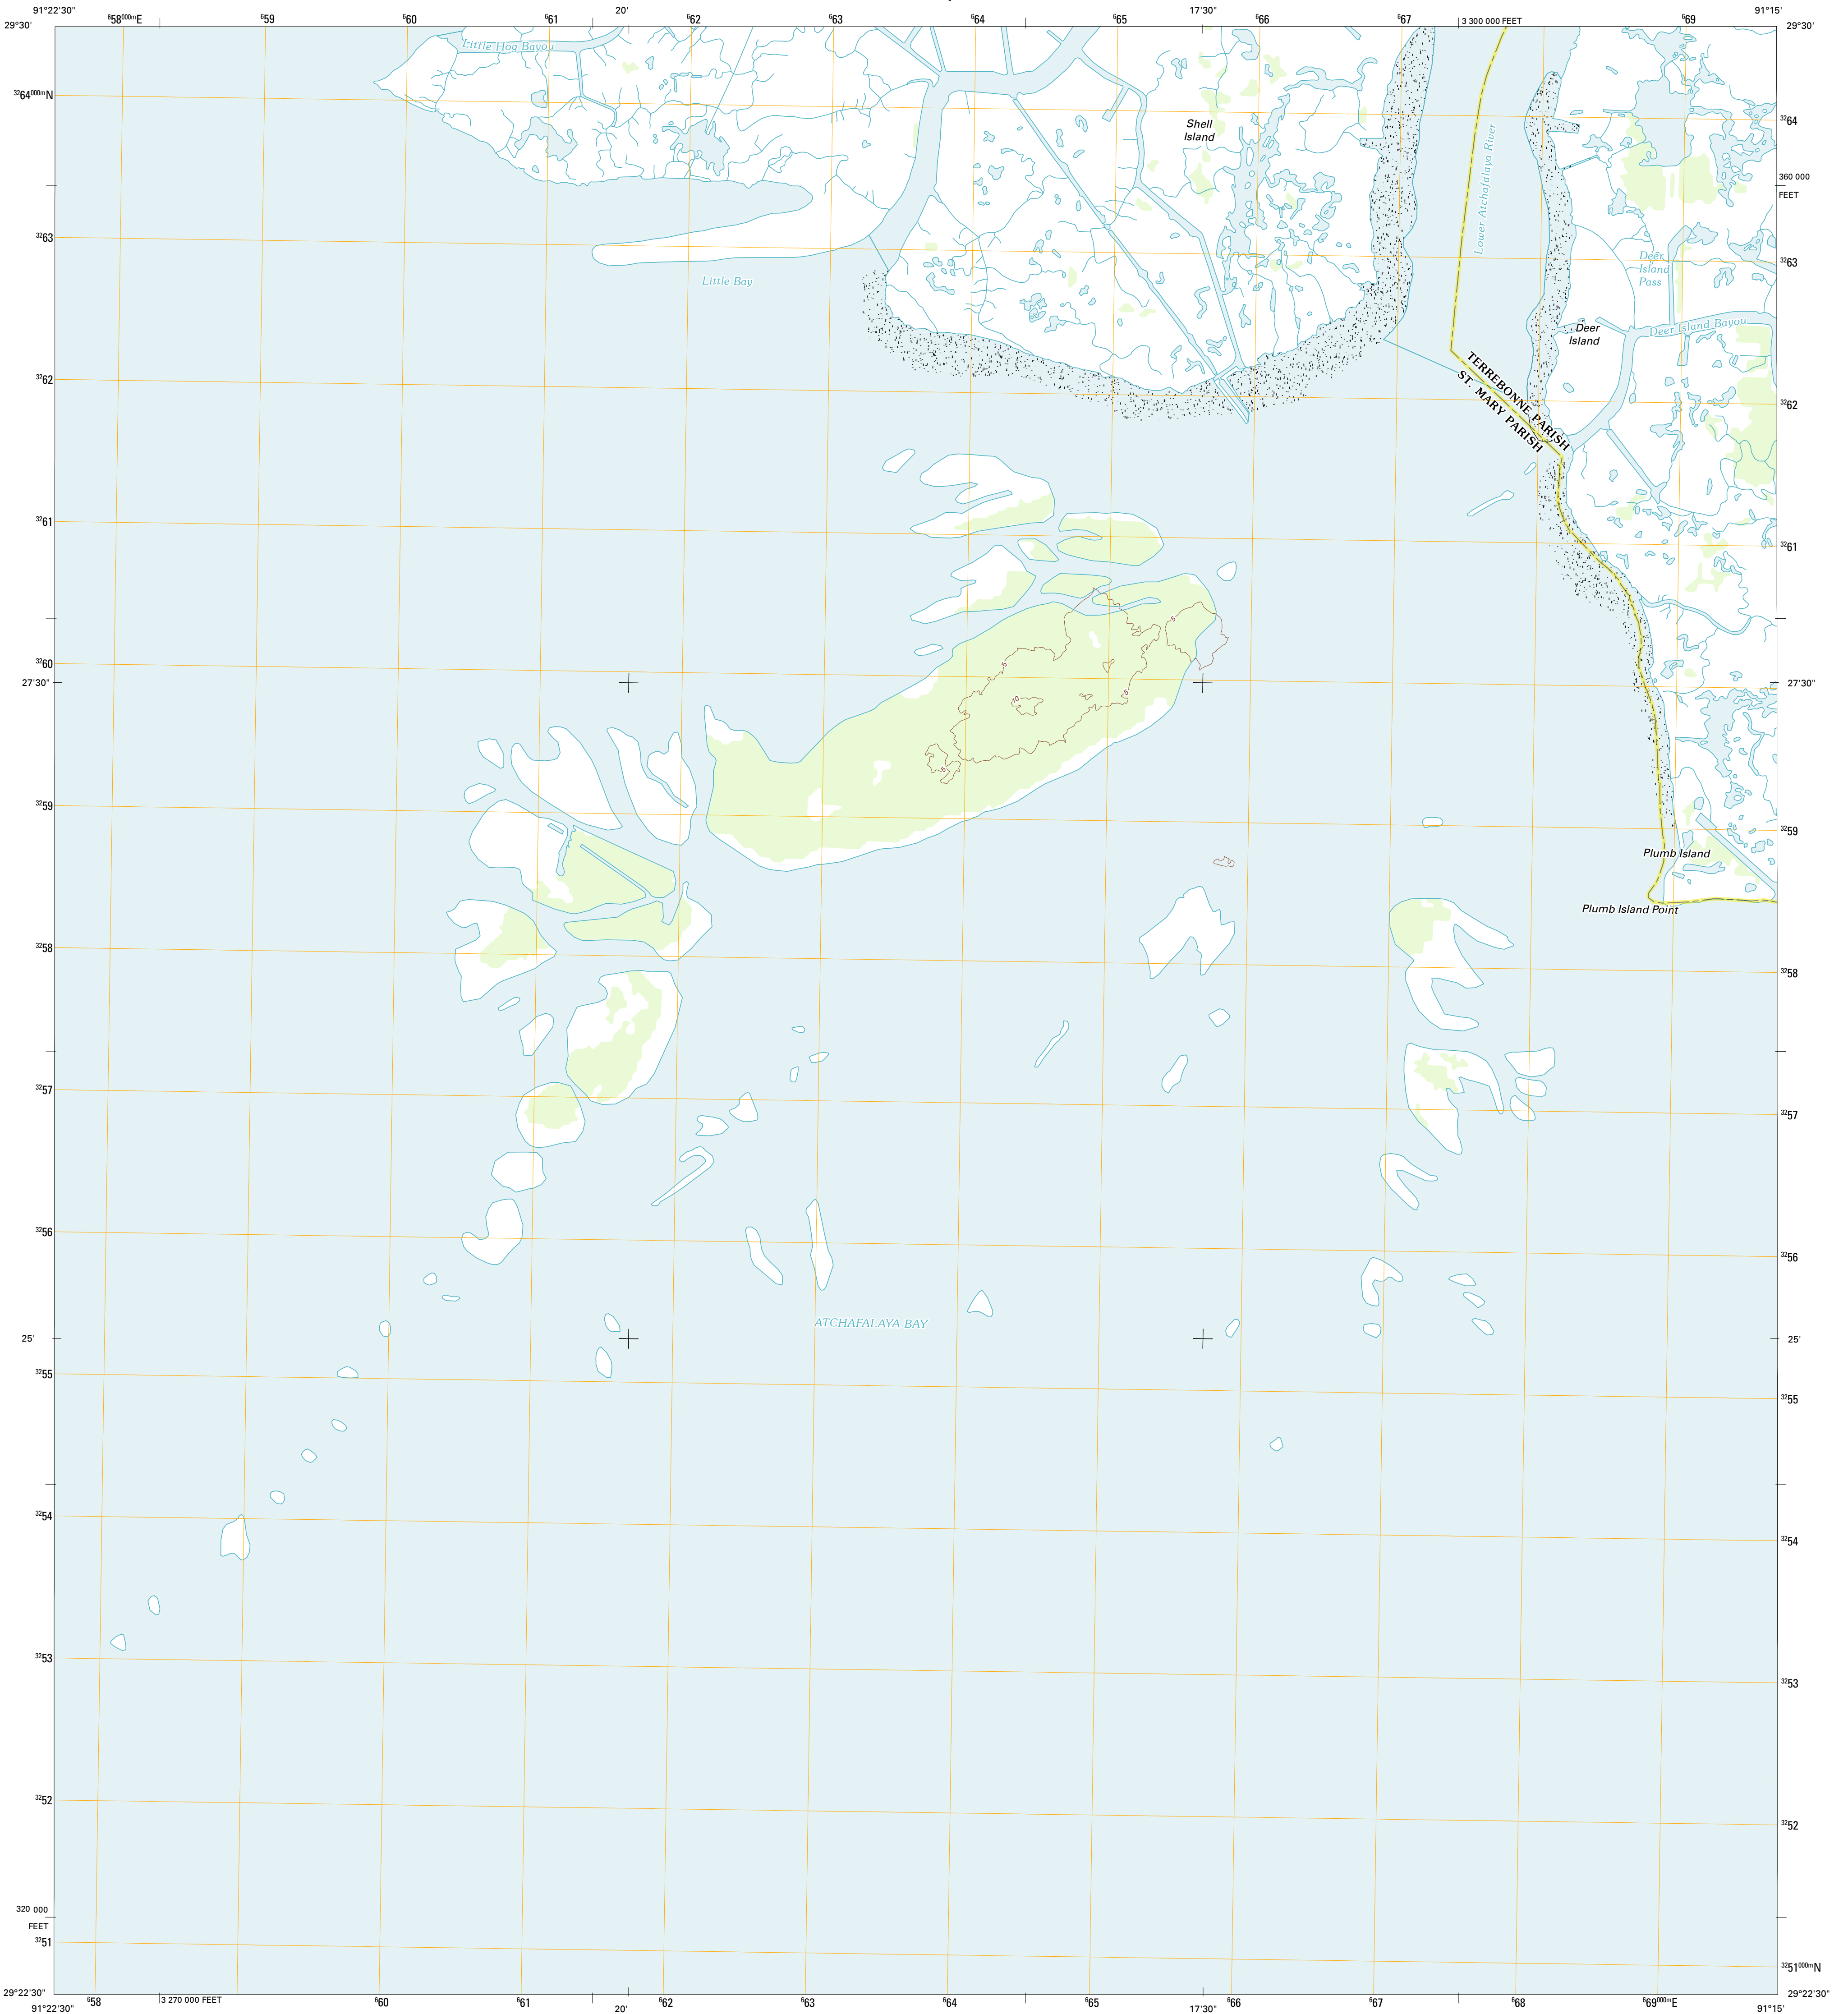 91°22'30"
⁶58⁰⁰⁰ᵐE
⁶59
⁶60
⁶61
20'
⁶62
⁶63
⁶64
⁶65
17'30"
⁶66
⁶67
3 300 000 FEET
⁶69
91°15'
29°30'
29°30'
Little Hog Bayou
³²64⁰⁰⁰ᵐN
Shell
Island
³²64
Lower Atchafalaya River
360 000
FEET
³²63
Little Bay
Deer
Island
Pass
³²63
Deer Island Bayou
Deer
Island
³²62
TERREBONNE PARISH
ST. MARY PARISH
³²62
³²61
³²61
5
5
³²60
27'30"
10
5
27'30"
5
³²59
³²59
Plumb Island
Plumb Island Point
³²58
³²58
³²57
³²57
³²56
³²56
ATCHAFALAYA BAY
25'
25'
³²55
³²55
³²54
³²54
³²53
³²53
³²52
³²52
320 000
FEET
³²51
³²51⁰⁰⁰ᵐN
29°22'30"
29°22'30"
91°22'30"
⁶58
3 270 000 FEET
⁶60
⁶61
20'
⁶62
⁶63
⁶64
⁶65
17'30"
⁶66
⁶67
⁶68
⁶69⁰⁰⁰ᵐE
91°15'